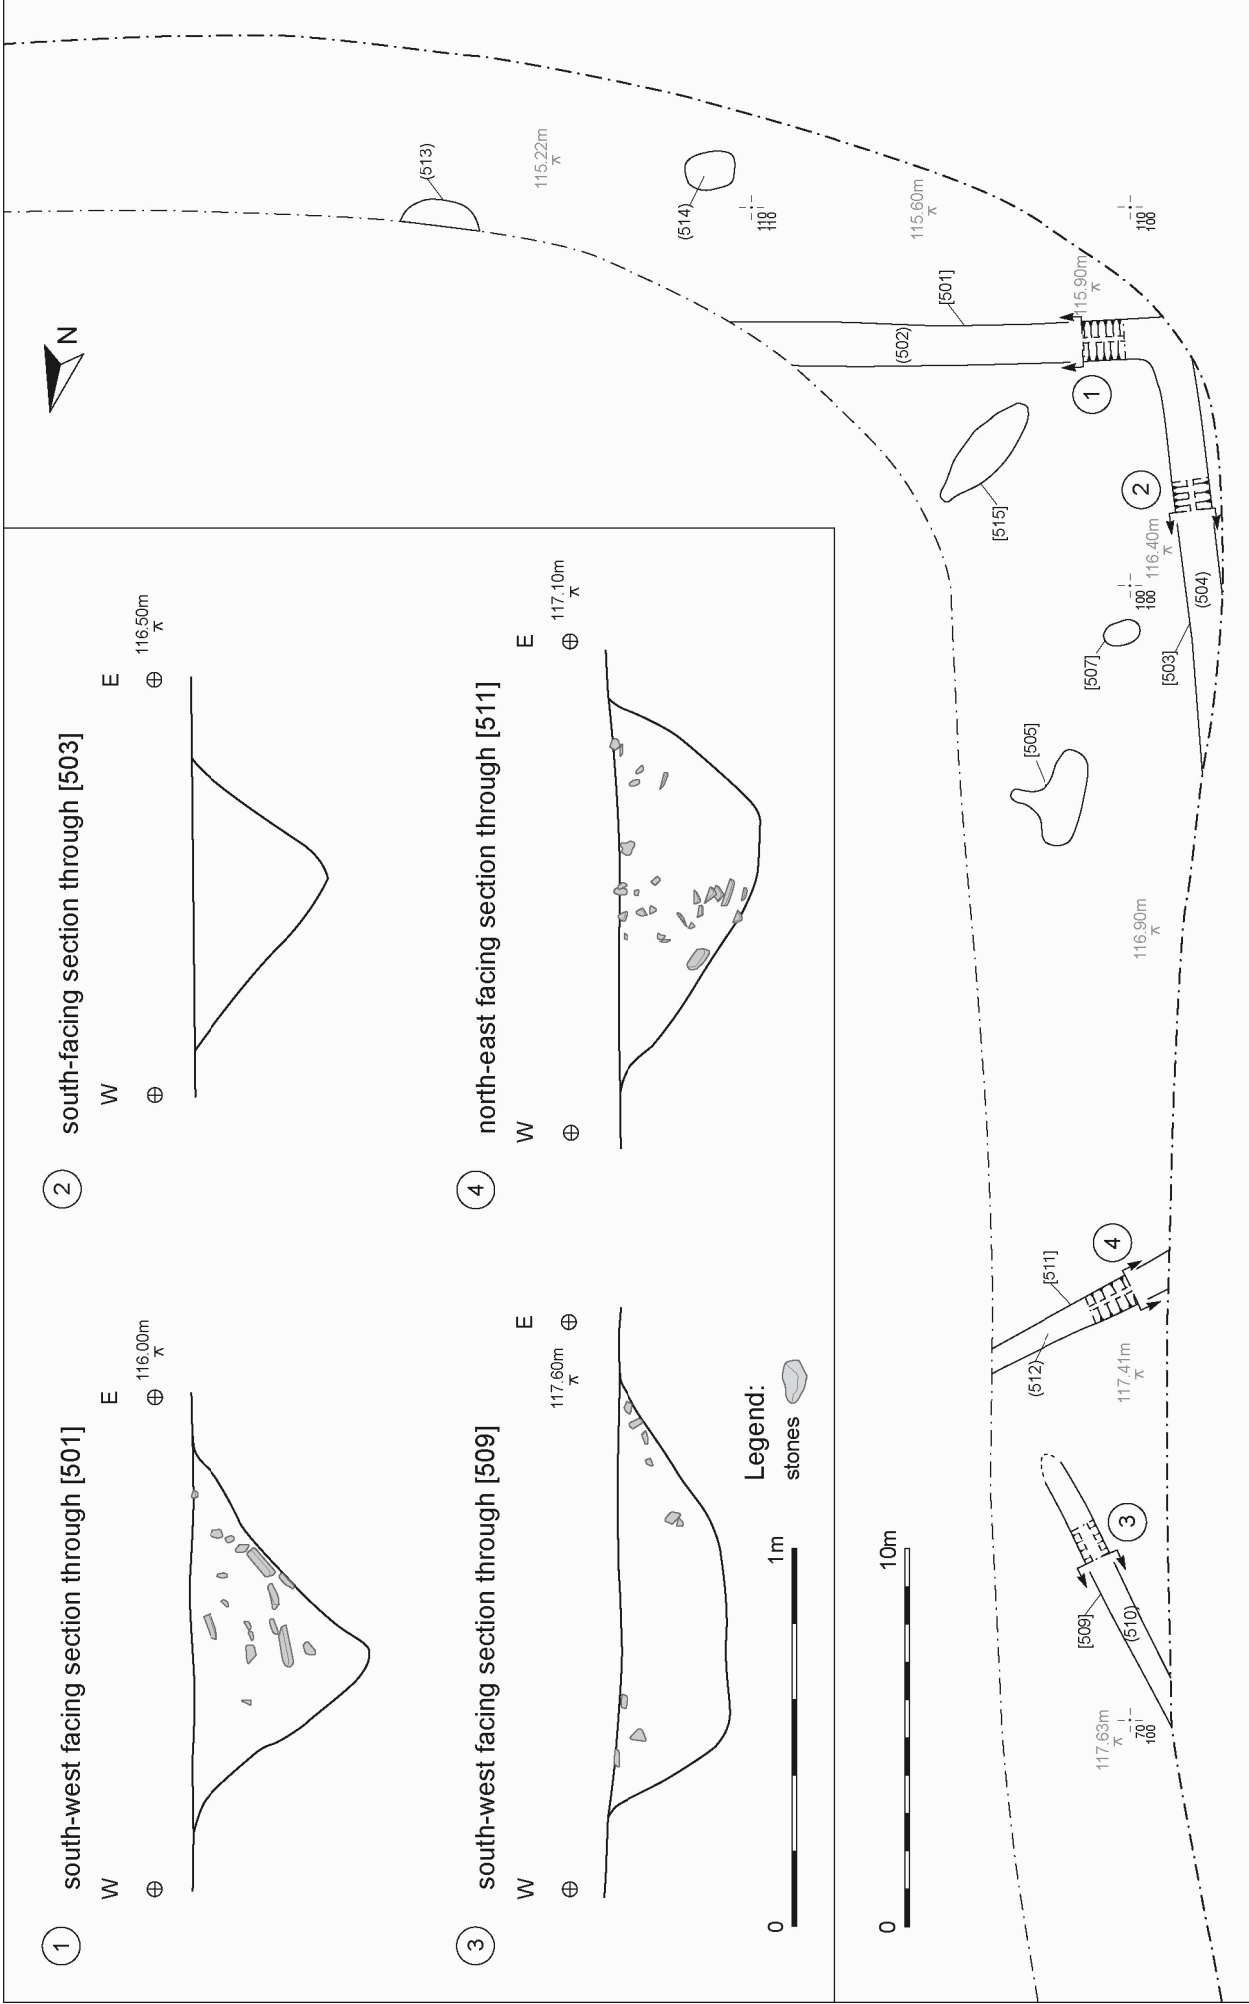 1
south-west facing section through [501]
W
E
116.00m
2
south-facing section through [503]
W
E
116.50m
3
south-west facing section through [509]
W
E
117.60m
4
north-east facing section through [511]
W
E
117.10m
Legend:
stones
0
1m
0
10m
N
(513)
115.22m
(514)
110
110
115.60m
110
100
[501]
(502)
115.90m
1
[515]
2
116.40m
100
100
(504)
[507]
[503]
[505]
116.90m
[511]
4
(512)
117.41m
3
[509]
(510)
117.63m
70
100